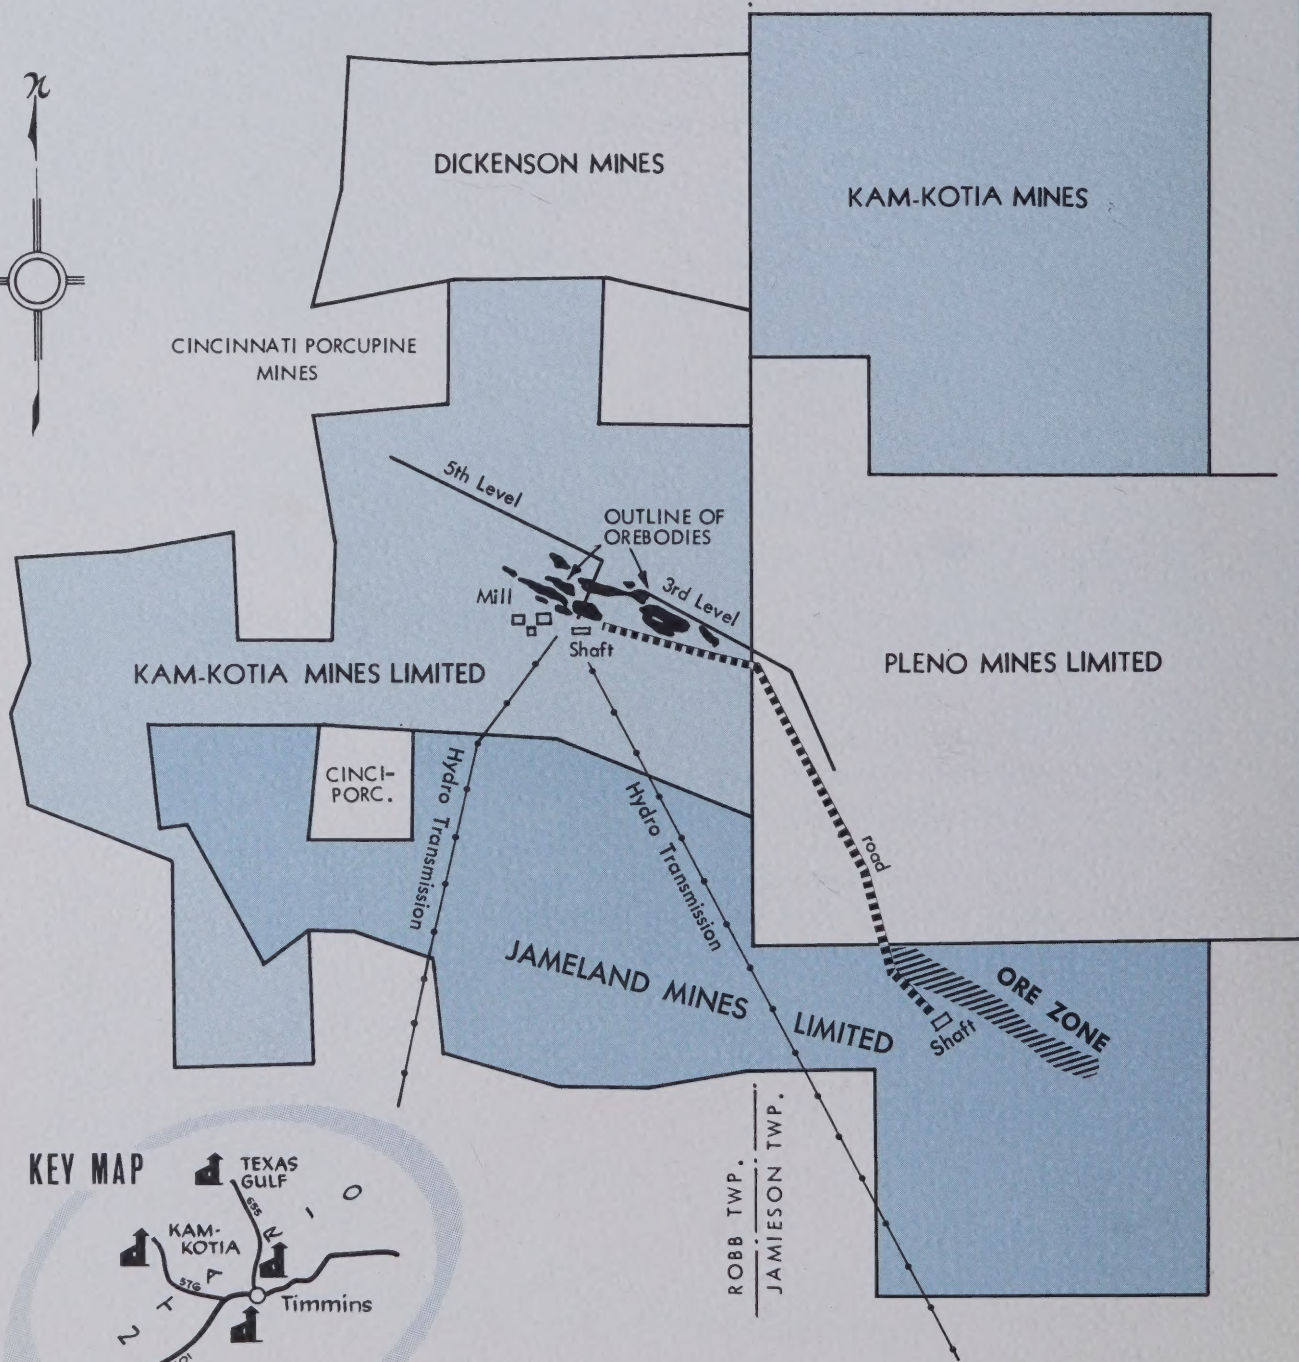 n
DICKENSON MINES
KAM-KOTIA MINES
CINCINNATI PORCUPINE
MINES
5th Level
OUTLINE OF
OREBODIES
3rd Level
Mill
Shaft
KAM-KOTIA MINES LIMITED
PLENO MINES LIMITED
CINCI-
PORC.
Hydro Transmission
Hydro Transmission
road
JAMELAND MINES LIMITED
ORE ZONE
Shaft
ROBB TWP.
JAMIESON TWP.
KEY MAP
TEXAS
GULF
655
KAM-
KOTIA
576
Timmins
N T A R I O